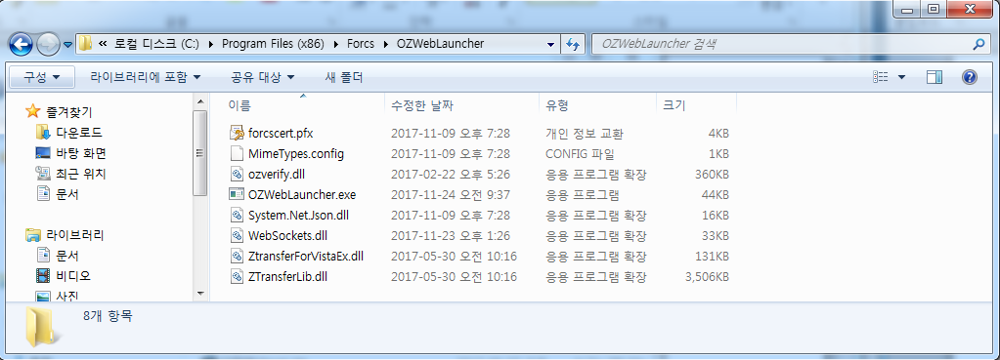 « 로컬 디스크 (C:) ▸ Program Files (x86) ▸ Forcs ▸ OZWebLauncher
OZWebLauncher 검색
구성 라이브러리에 포함 공유 대상 새 폴더
즐겨찾기
다운로드
바탕 화면
최근 위치
문서
라이브러리
문서
비디오
사진
이름 수정한 날짜 유형 크기
forcscert.pfx 2017-11-09 오후 7:28 개인 정보 교환 4KB
MimeTypes.config 2017-11-09 오후 7:28 CONFIG 파일 1KB
ozverify.dll 2017-02-22 오후 5:26 응용 프로그램 확장 360KB
OZWebLauncher.exe 2017-11-24 오전 9:37 응용 프로그램 44KB
System.Net.Json.dll 2017-11-09 오후 7:28 응용 프로그램 확장 16KB
WebSockets.dll 2017-11-23 오후 1:26 응용 프로그램 확장 33KB
ZtransferForVistaEx.dll 2017-05-30 오전 10:16 응용 프로그램 확장 131KB
ZTransferLib.dll 2017-05-30 오전 10:16 응용 프로그램 확장 3,506KB
8개 항목